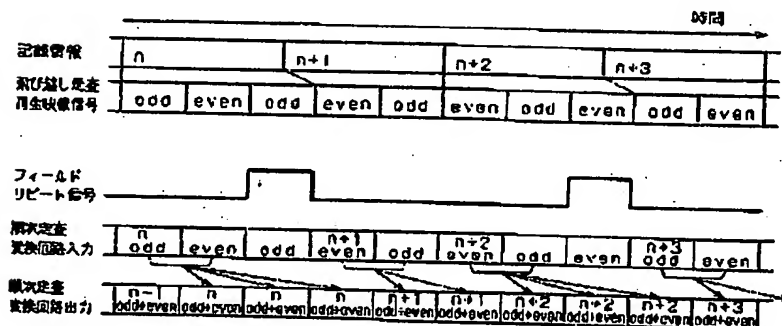 時間
記録情報 n n+1 n+2 n+3
飛び越し走査
再生映像信号 odd even odd even odd even odd even odd even
フィールド
リピート信号
順次走査
変換回路入力 n odd even odd n+1 even odd n+2 even odd even n+3 odd even
順次走査
変換回路出力 n- odd+even n odd+even n odd+even n odd+even n+1 odd+even n+1 odd+even n+2 odd+even n+2 odd+even n+2 odd+even n+3 odd+even